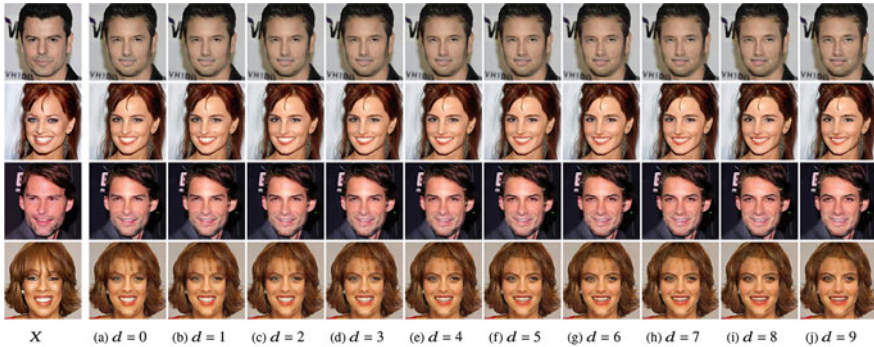 X (a) d = 0 (b) d = 1 (c) d = 2 (d) d = 3 (e) d = 4 (f) d = 5 (g) d = 6 (h) d = 7 (i) d = 8 (j) d = 9